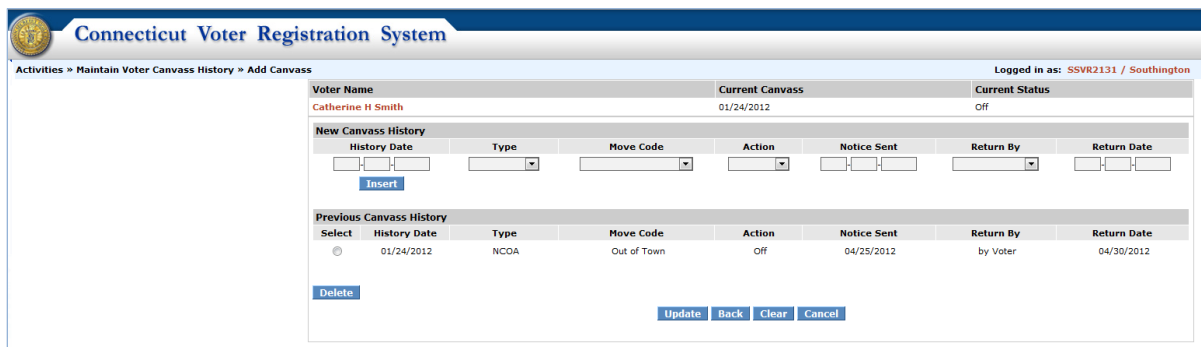 Connecticut Voter Registration System
Activities » Maintain Voter Canvass History » Add Canvass Logged in as: SSVR2131 / Southington
Voter Name Current Canvass Current Status
Catherine H Smith 01/24/2012 Off
New Canvass History
History Date Type Move Code Action Notice Sent Return By Return Date
- - - - - -
Insert
Previous Canvass History
Select History Date Type Move Code Action Notice Sent Return By Return Date
01/24/2012 NCOA Out of Town Off 04/25/2012 by Voter 04/30/2012
Delete
Update Back Clear Cancel